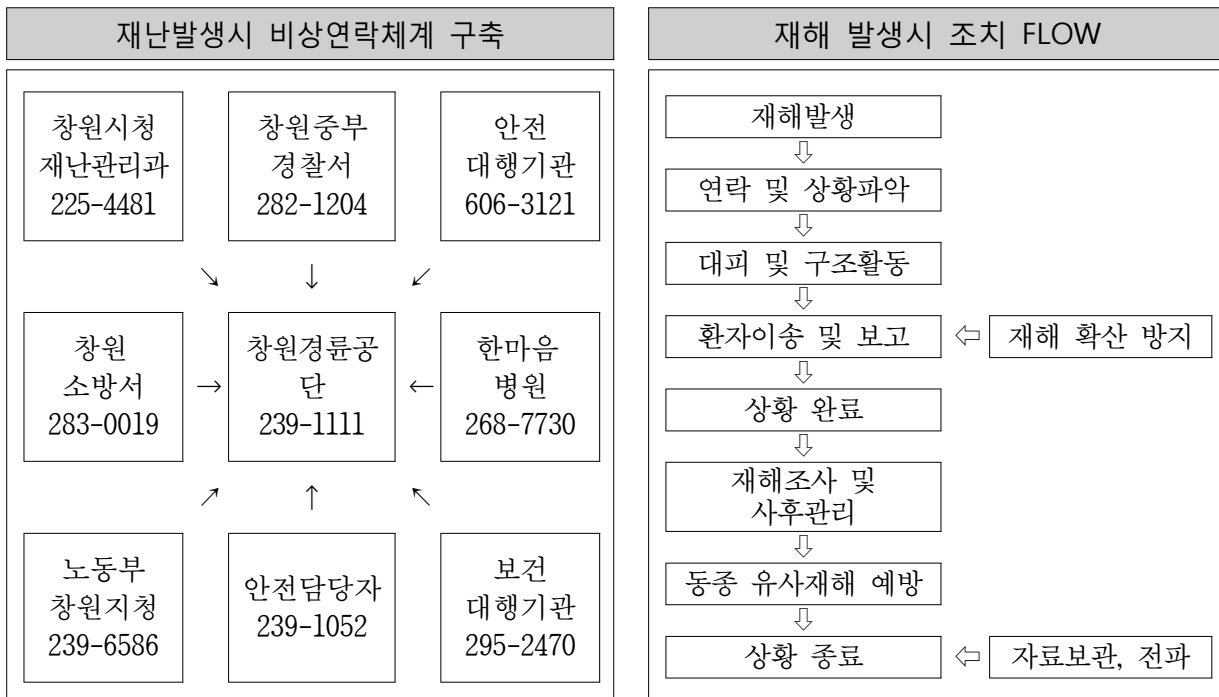 재난발생시 비상연락체계 구축
창원시청
재난관리과
225-4481
창원중부
경찰서
282-1204
안전
대행기관
606-3121
↘ ↓ ↙
창원
소방서
283-0019
→
창원경륜공
단
239-1111
←
한마음
병원
268-7730
↗ ↑ ↖
노동부
창원지청
239-6586
안전담당자
239-1052
보건
대행기관
295-2470
재해 발생시 조치 FLOW
재해발생
⇩
연락 및 상황파악
⇩
대피 및 구조활동
⇩
환자이송 및 보고 ⇦ 재해 확산 방지
⇩
상황 완료
⇩
재해조사 및
사후관리
⇩
동종 유사재해 예방
⇩
상황 종료 ⇦ 자료보관, 전파